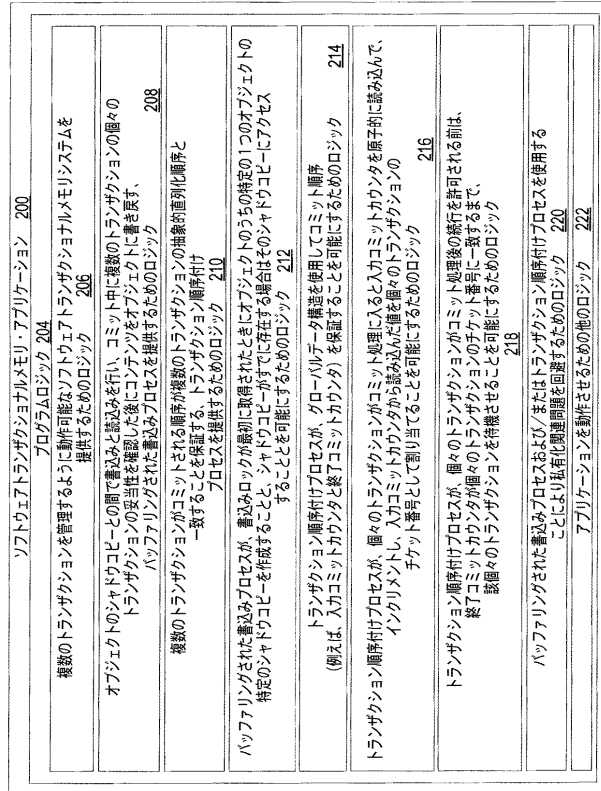 ソフトウェアトランザクショナルメモリ・アプリケーション 200
プログラムロジック 204
複数のトランザクションを管理するように動作可能なソフトウェアトランザクショナルメモリシステムを
提供するためのロジック 206
オブジェクトのシャドウコピーとの間で書込みと読込みを行い、コミット中に複数のトランザクションの個々の
トランザクションの妥当性を確認した後にコンテンツをオブジェクトに書き戻す、
バッファリングされた書込みプロセスを提供するためのロジック 208
複数のトランザクションがコミットされる順序が複数のトランザクションの抽象的直列化順序と
一致することを保証する、トランザクション順序付け
プロセスを提供するためのロジック 210
バッファリングされた書込みプロセスが、書込みロックが最初に取得されたときにオブジェクトのうちの特定の1つのオブジェクトの
特定のシャドウコピーを作成することと、シャドウコピーがすでに存在する場合はそのシャドウコピーにアクセス
することとを可能にするためのロジック 212
トランザクション順序付けプロセスが、グローバルデータ構造を使用してコミット順序
(例えば、入力コミットカウンタと終了コミットカウンタ)を保証することを可能にするためのロジック 214
トランザクション順序付けプロセスが、個々のトランザクションがコミット処理に入ると入力コミットカウンタを原子的に読み込んで、
インクリメントし、入力コミットカウンタから読み込んだ値を個々のトランザクションの
チケット番号として割り当てることを可能にするためのロジック 216
トランザクション順序付けプロセスが、個々のトランザクションがコミット処理後の続行を許可される前は、
終了コミットカウンタが個々のトランザクションのチケット番号に一致するまで、
該個々のトランザクションを待機させることを可能にするためのロジック
218
バッファリングされた書込みプロセスおよび/またはトランザクション順序付けプロセスを使用する
ことにより私有化関連問題を回避するためのロジック 220
アプリケーションを動作させるための他のロジック 222